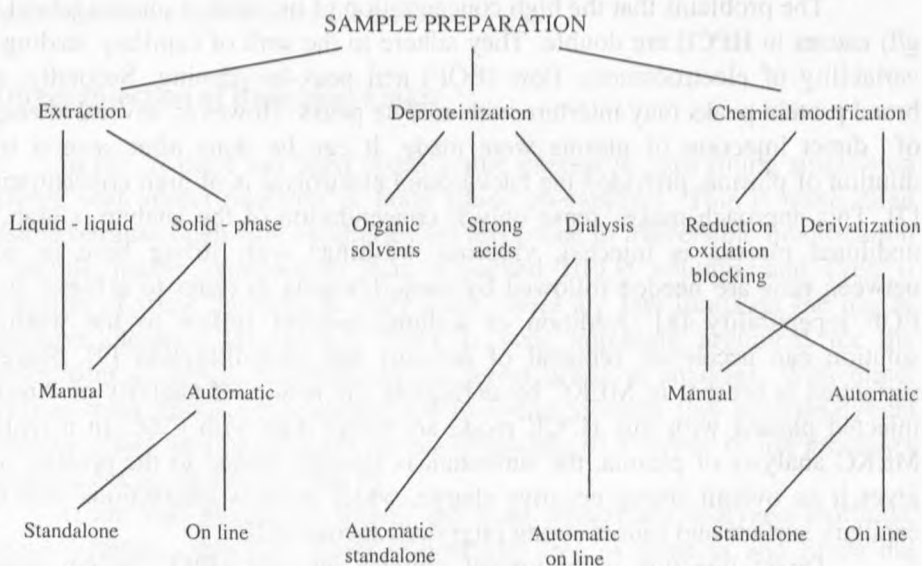 SAMPLE PREPARATION
Extraction Deproteinization Chemical modification
Liquid - liquid Solid - phase Organic solvents Strong acids Dialysis Reduction oxidation blocking Derivatization
Manual Automatic Manual Automatic
Standalone On line Automatic standalone Automatic on line Standalone On line